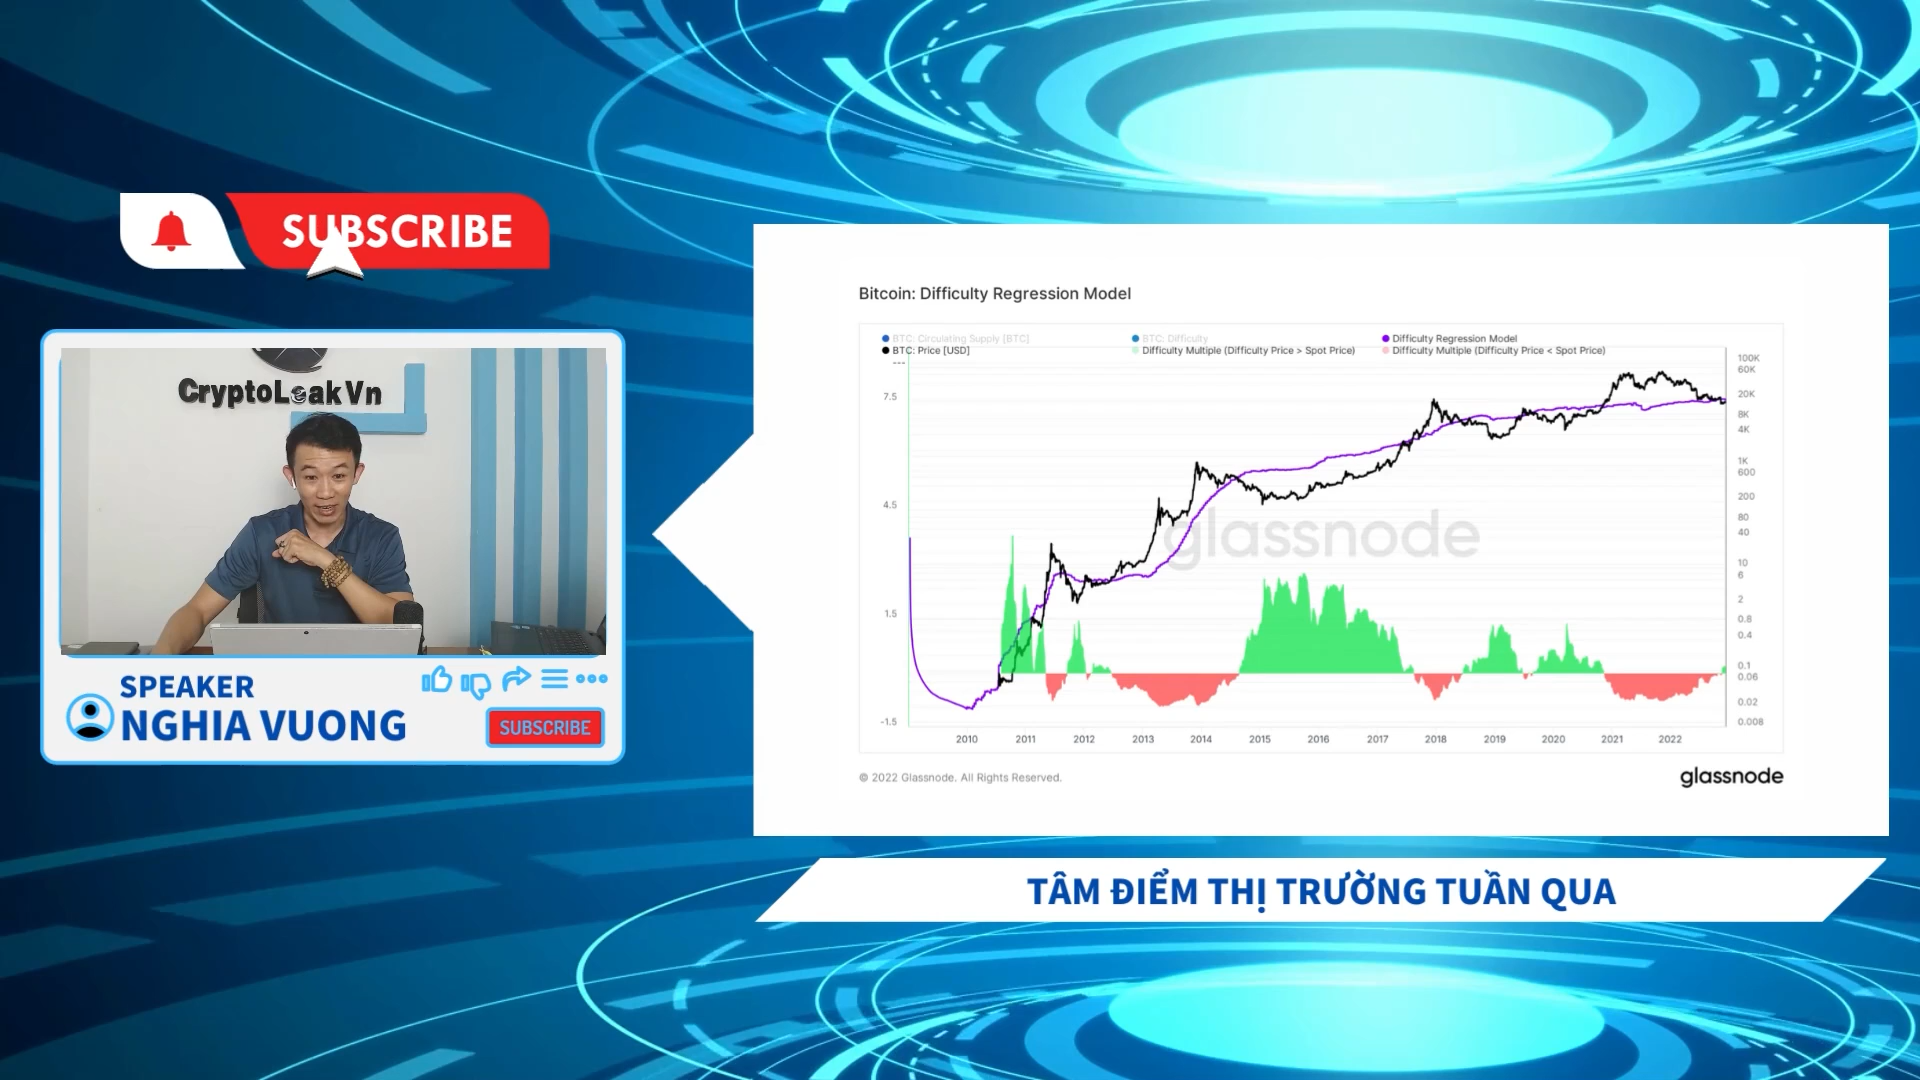 SUBSCRIBE
CryptoLeakVn
SPEAKER
NGHIA VUONG
SUBSCRIBE
Bitcoin: Difficulty Regression Model
BTC: Circulating Supply [BTC]
BTC: Difficulty
Difficulty Regression Model
BTC: Price [USD]
Difficulty Multiple (Difficulty Price > Spot Price)
Difficulty Multiple (Difficulty Price < Spot Price)
7.5
4.5
1.5
-1.5
100K
60K
20K
8K
4K
1K
600
200
80
40
10
6
2
0.8
0.4
0.1
0.06
0.02
0.008
glassnode
2010 2011 2012 2013 2014 2015 2016 2017 2018 2019 2020 2021 2022
© 2022 Glassnode. All Rights Reserved.
glassnode
TÂM ĐIỂM THỊ TRƯỜNG TUẦN QUA